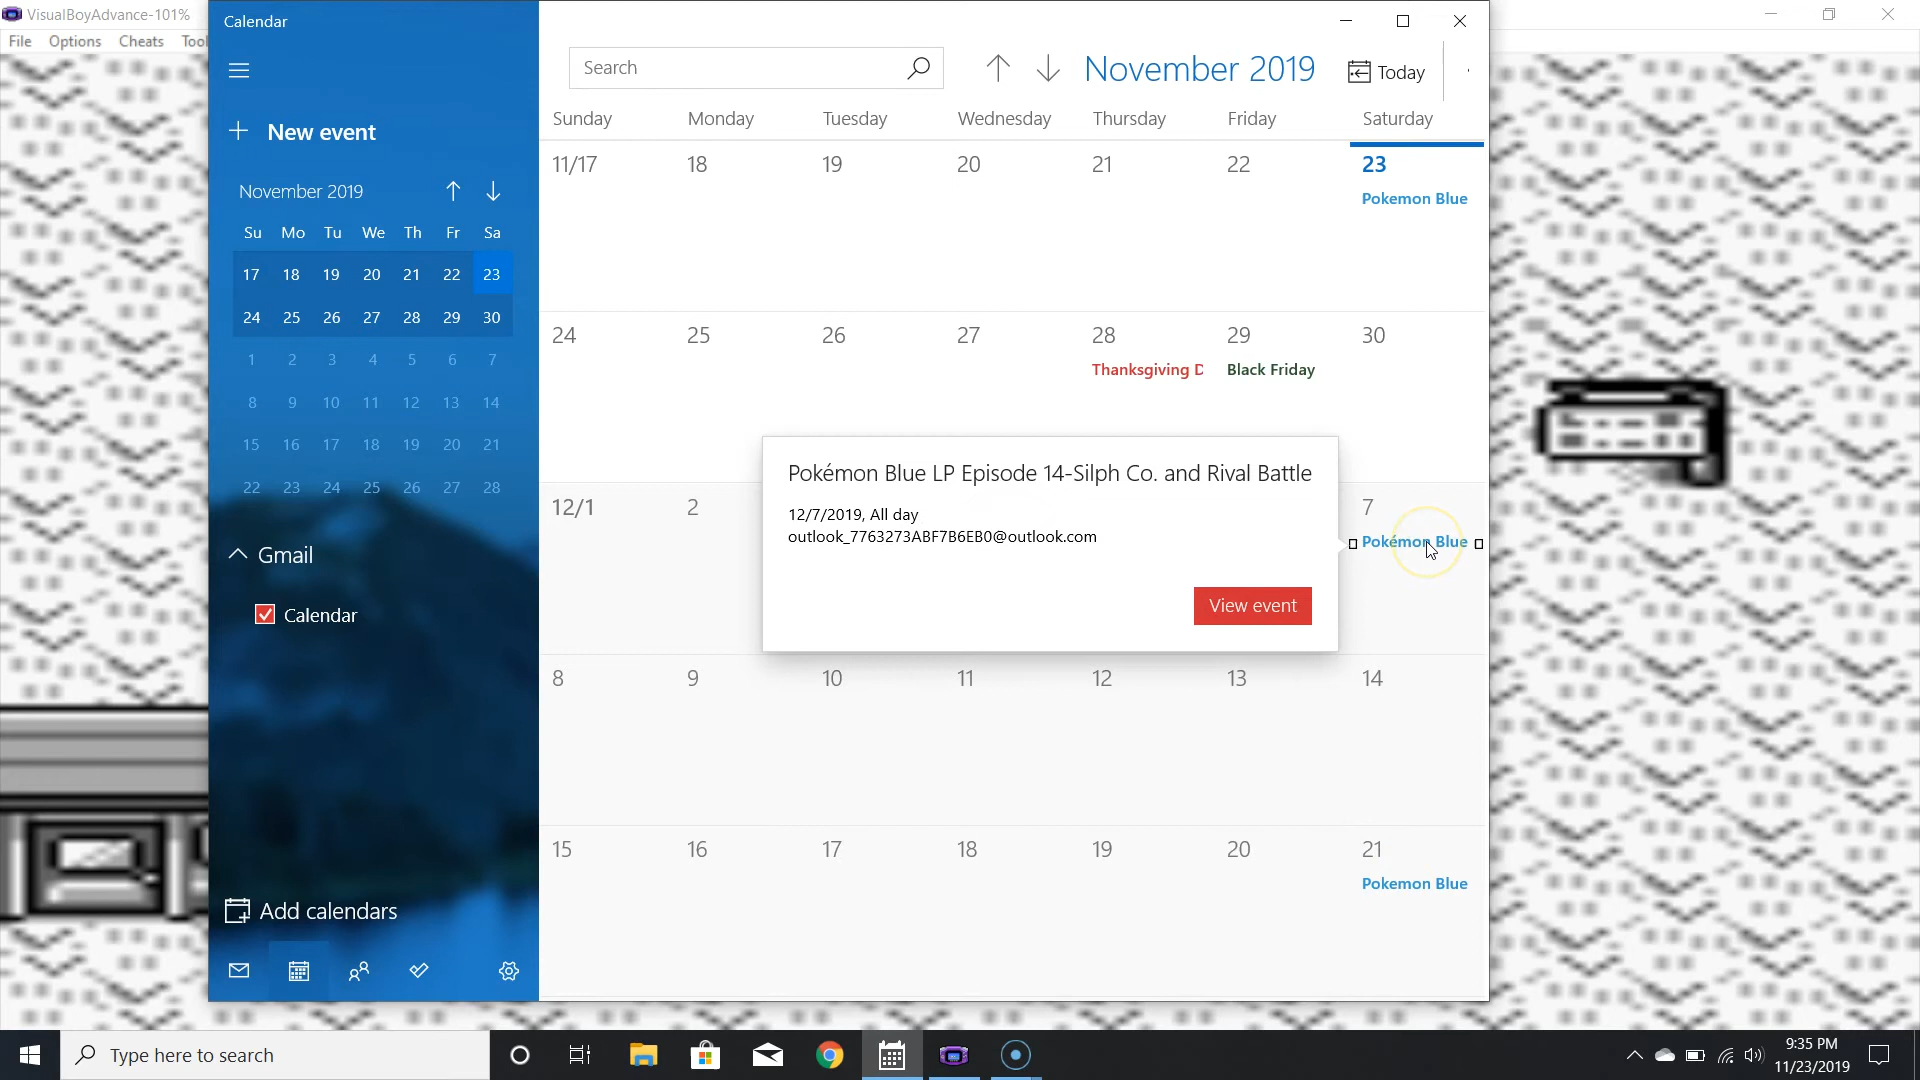 VisualBoyAdvance-101%
File Options Cheats Tool
Calendar
New event
November 2019
Su Mo Tu We Th Fr Sa
17 18 19 20 21 22 23
24 25 26 27 28 29 30
1 2 3 4 5 6 7
8 9 10 11 12 13 14
15 16 17 18 19 20 21
22 23 24 25 26 27 28
Gmail
Calendar
Add calendars
Search
November 2019
Today
Sunday Monday Tuesday Wednesday Thursday Friday Saturday
11/17 18 19 20 21 22 23
Pokemon Blue
24 25 26 27 28 29 30
Thanksgiving D Black Friday
12/1 2 7
Pokémon Blue
Pokémon Blue LP Episode 14-Silph Co. and Rival Battle
12/7/2019, All day
outlook_7763273ABF7B6EB0@outlook.com
View event
8 9 10 11 12 13 14
15 16 17 18 19 20 21
Pokemon Blue
Type here to search
9:35 PM
11/23/2019